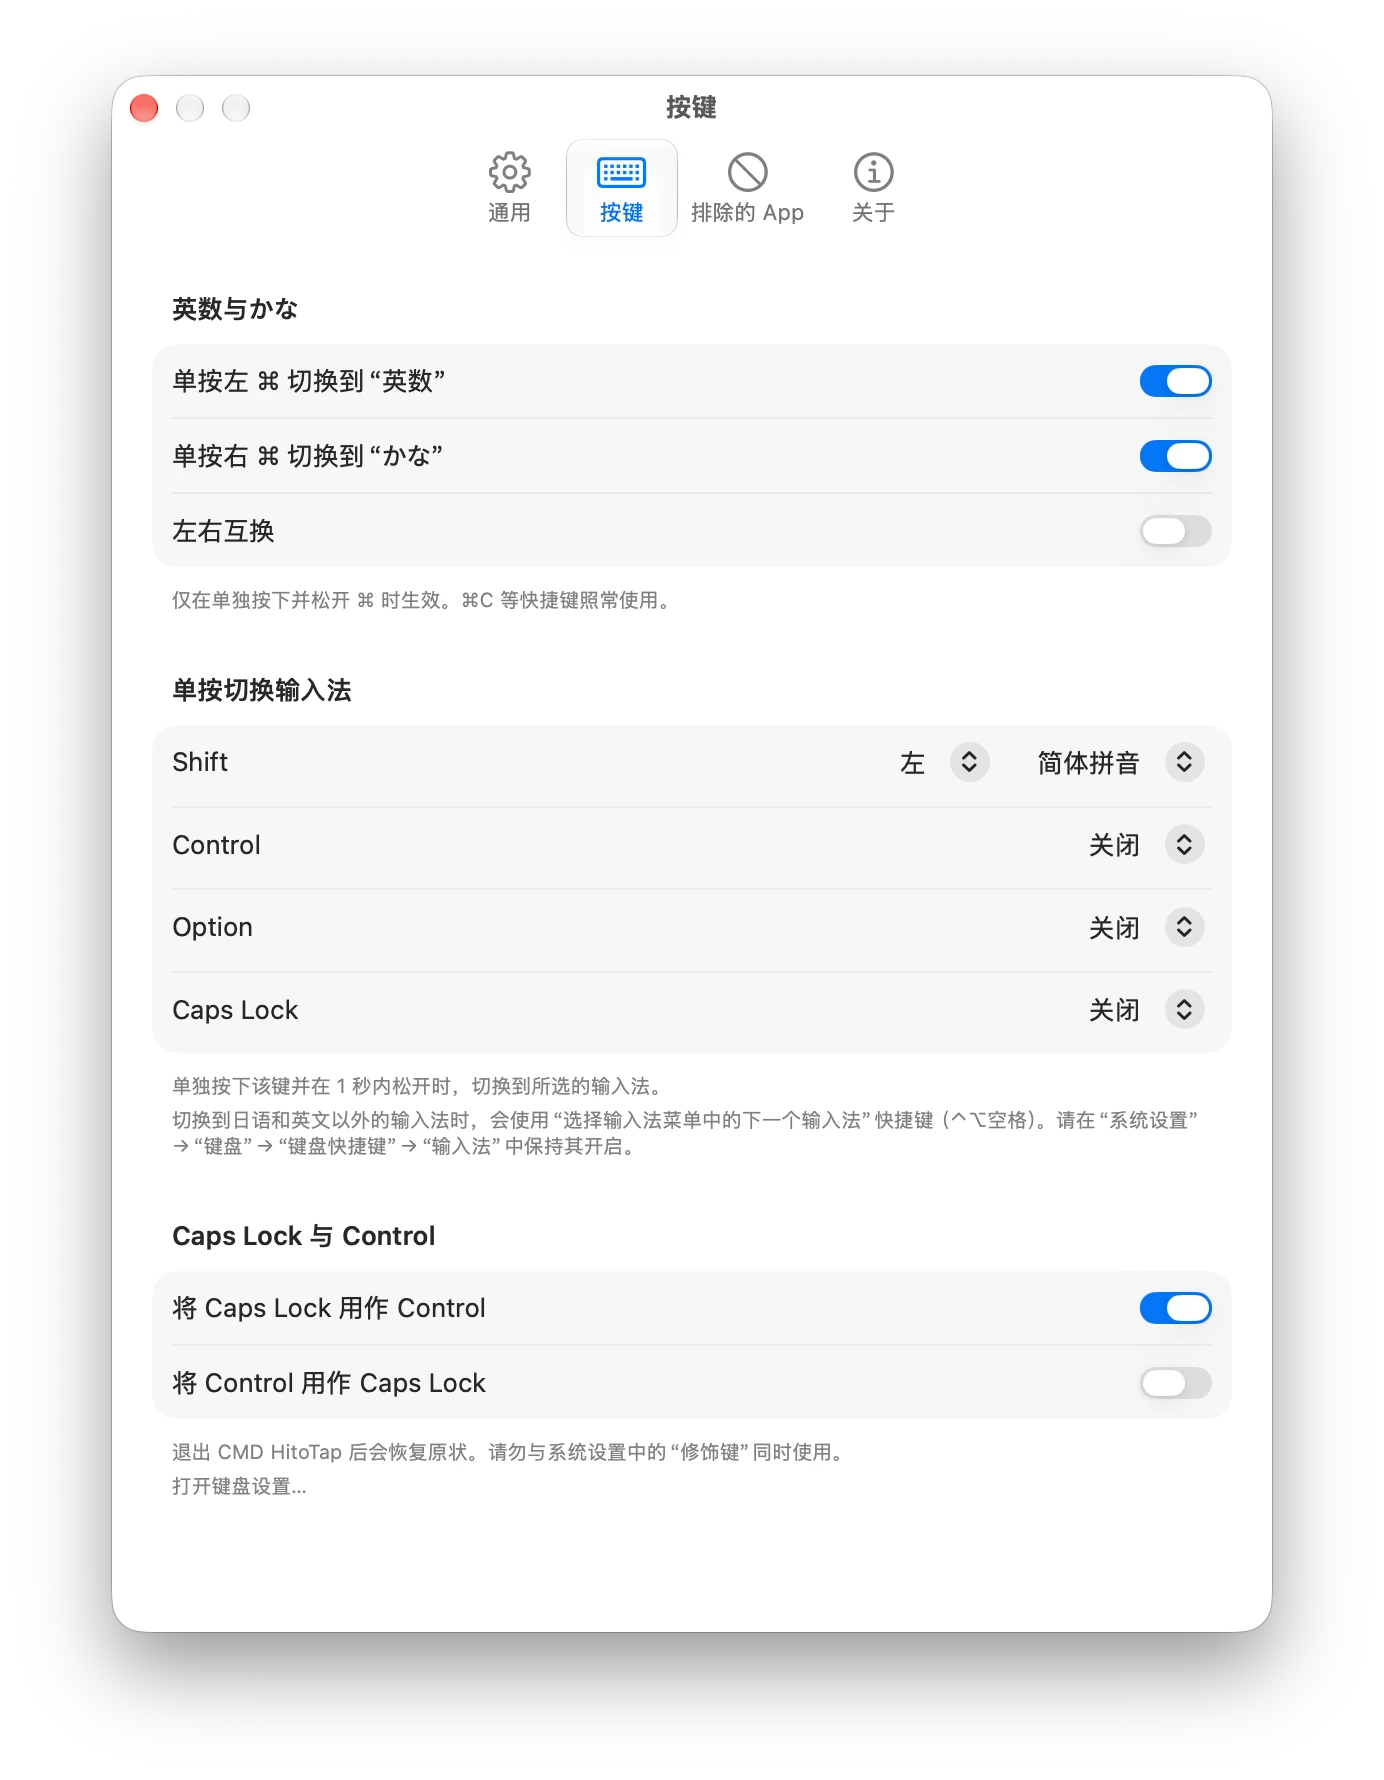 按键
通用
按键
排除的 App
关于
英数与かな
单按左 ⌘ 切换到“英数”
单按右 ⌘ 切换到“かな”
左右互换
仅在单独按下并松开 ⌘ 时生效。⌘C 等快捷键照常使用。
单按切换输入法
Shift 左 简体拼音
Control 关闭
Option 关闭
Caps Lock 关闭
单独按下该键并在 1 秒内松开时，切换到所选的输入法。
切换到日语和英文以外的输入法时，会使用“选择输入法菜单中的下一个输入法”快捷键（⌃⌥空格）。请在“系统设置”
→“键盘”→“键盘快捷键”→“输入法”中保持其开启。
Caps Lock 与 Control
将 Caps Lock 用作 Control
将 Control 用作 Caps Lock
退出 CMD HitoTap 后会恢复原状。请勿与系统设置中的“修饰键”同时使用。
打开键盘设置...